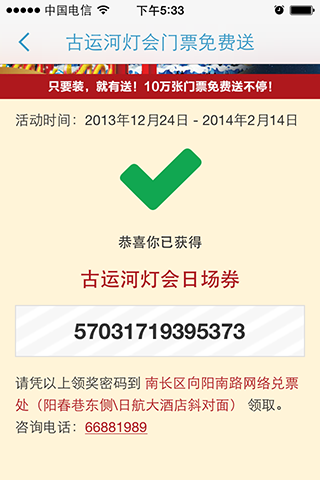 中国电信 下午5:33
古运河灯会门票免费送
只要装，就有送！10万张门票免费送不停！
活动时间：2013年12月24日 - 2014年2月14日
恭喜你已获得
古运河灯会日场券
57031719395373
请凭以上领奖密码到 南长区向阳南路网络兑票
处（阳春巷东侧\日航大酒店斜对面） 领取。
咨询电话：66881989